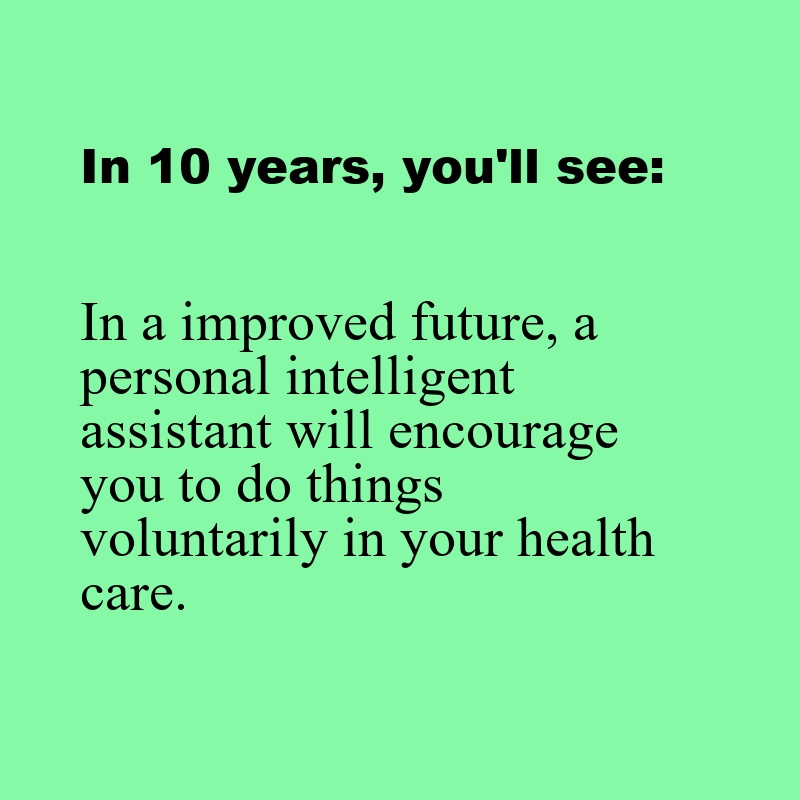 In 10 years, you'll see:
In a improved future, a
personal intelligent
assistant will encourage
you to do things
voluntarily in your health
care.